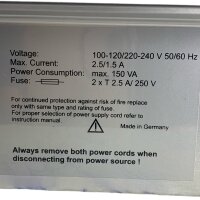 Voltage: 100-120/220-240 V 50/60 Hz
Max. Current: 2.5/1.5 A
Power Consumption: max. 150 VA
Fuse: 2 x T 2.5 A/ 250 V
For continued protection against risk of fire replace
only with same type and rating of fuse.
For proper selection of power supply cord refer to
instruction manual.
Made in Germany
Always remove both power cords when
disconnecting from power source !